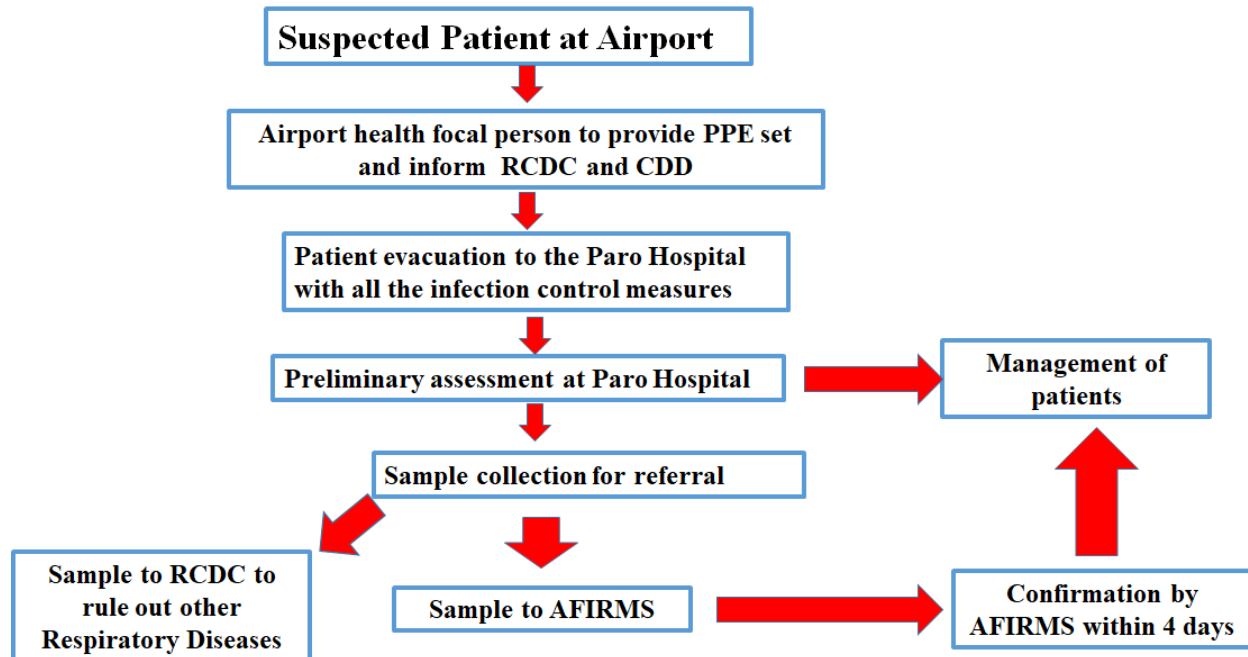 Suspected Patient at Airport
Airport health focal person to provide PPE set
and inform RCDC and CDD
Patient evacuation to the Paro Hospital
with all the infection control measures
Preliminary assessment at Paro Hospital
Management of
patients
Sample collection for referral
Sample to RCDC to
rule out other
Respiratory Diseases
Sample to AFIRMS
Confirmation by
AFIRMS within 4 days